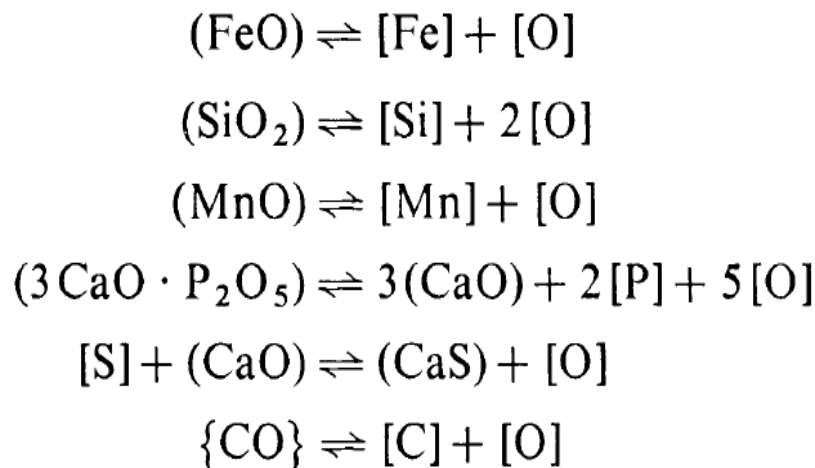 (FeO) ⇌ [Fe] + [O]
(SiO₂) ⇌ [Si] + 2[O]
(MnO) ⇌ [Mn] + [O]
(3CaO · P₂O₅) ⇌ 3(CaO) + 2[P] + 5[O]
[S] + (CaO) ⇌ (CaS) + [O]
{CO} ⇌ [C] + [O]